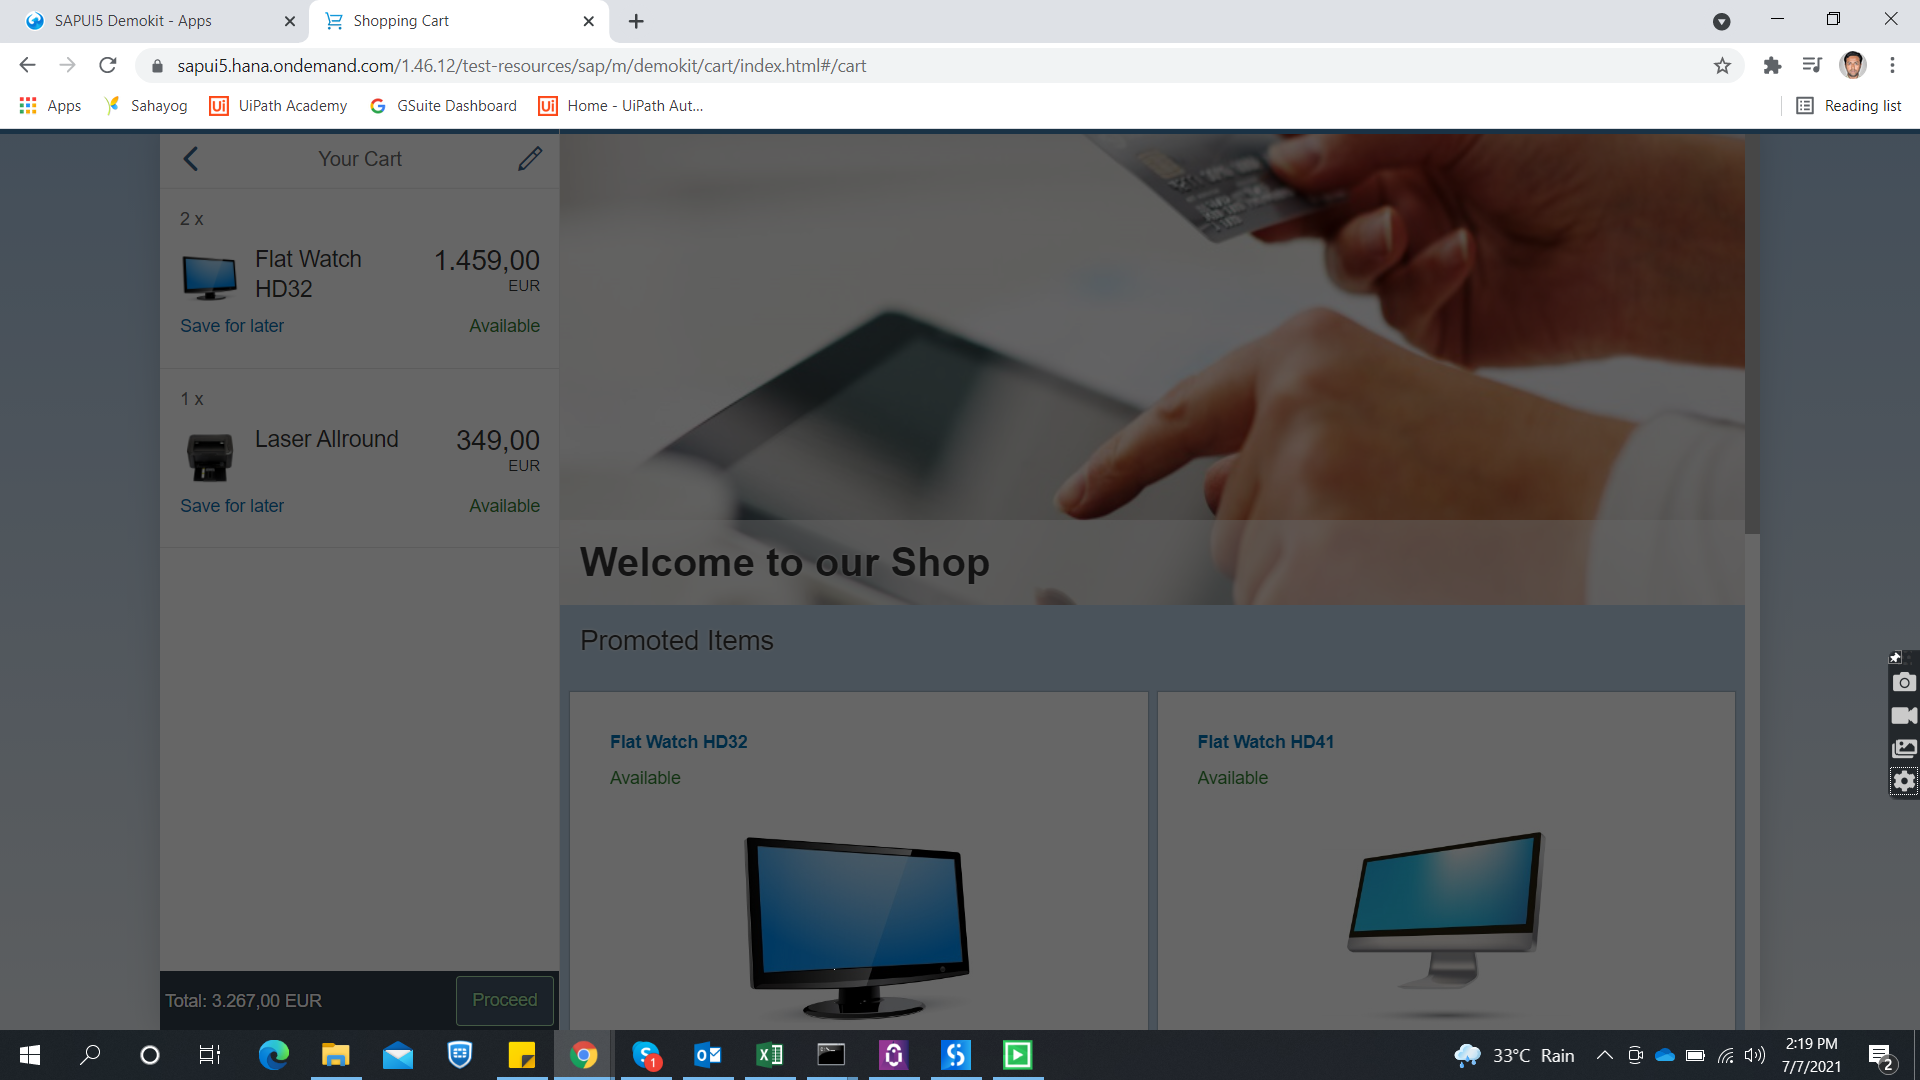 SAPUI5 Demokit - Apps
Shopping Cart
sapui5.hana.ondemand.com/1.46.12/test-resources/sap/m/demokit/cart/index.html#/cart
Apps
Sahayog
Ui
UiPath Academy
GSuite Dashboard
Ui
Home - UiPath Aut...
Reading list
Your Cart
2 x
Flat Watch
HD32
1.459,00
EUR
Save for later
Available
1 x
Laser Allround
349,00
EUR
Save for later
Available
Total: 3.267,00 EUR
Proceed
Welcome to our Shop
Promoted Items
Flat Watch HD32
Available
Flat Watch HD41
Available
1
33°C Rain
2:19 PM
7/7/2021
2